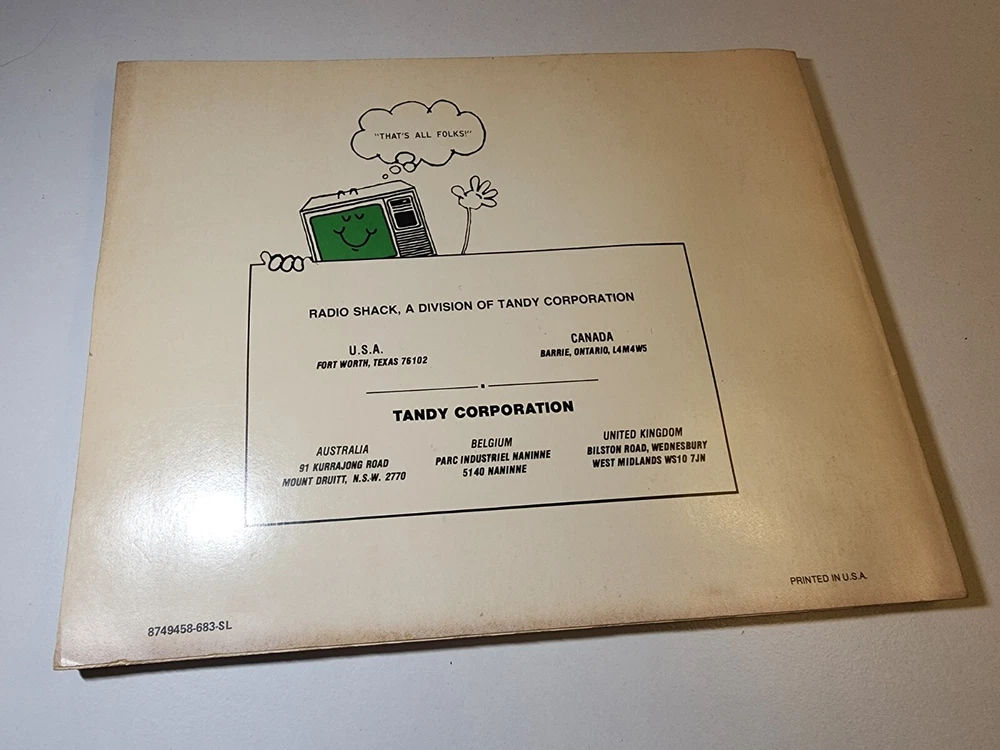 "THAT'S ALL FOLKS!"
RADIO SHACK, A DIVISION OF TANDY CORPORATION
U.S.A.
FORT WORTH, TEXAS 76102
CANADA
BARRIE, ONTARIO, L4M4W5
TANDY CORPORATION
AUSTRALIA
91 KURRAJONG ROAD
MOUNT DRUITT, N.S.W. 2770
BELGIUM
PARC INDUSTRIEL NANINNE
5140 NANINNE
UNITED KINGDOM
BILSTON ROAD, WEDNESBURY
WEST MIDLANDS WS10 7JN
PRINTED IN U.S.A.
8749458-683-SL